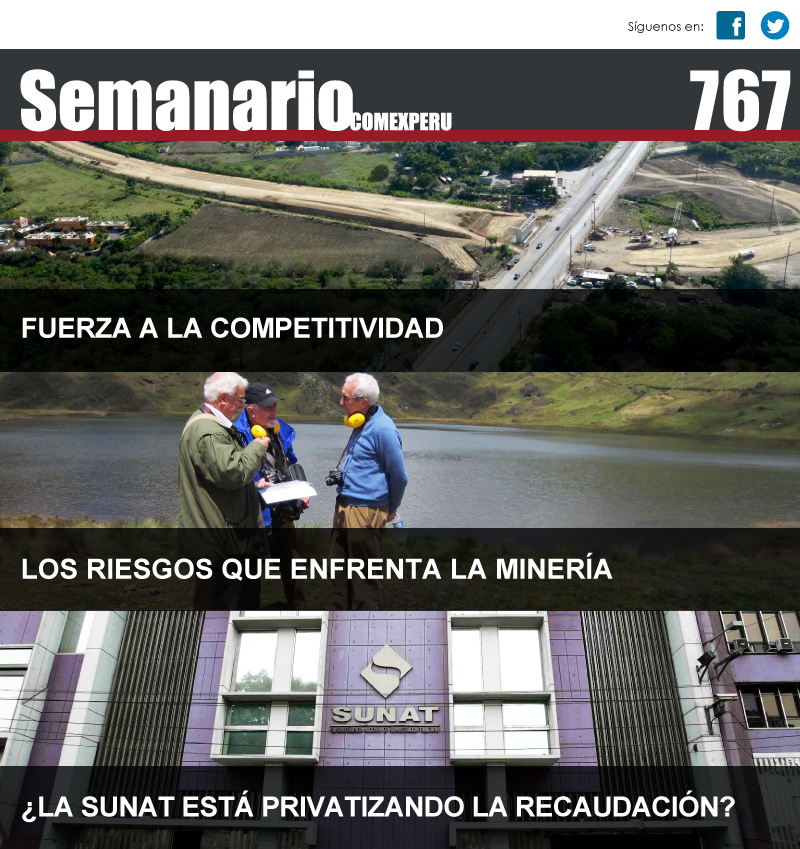 Síguenos en:
Semanario COMEXPERU 767
FUERZA A LA COMPETITIVIDAD
LOS RIESGOS QUE ENFRENTA LA MINERÍA
SUNAT
¿LA SUNAT ESTÁ PRIVATIZANDO LA RECAUDACIÓN?